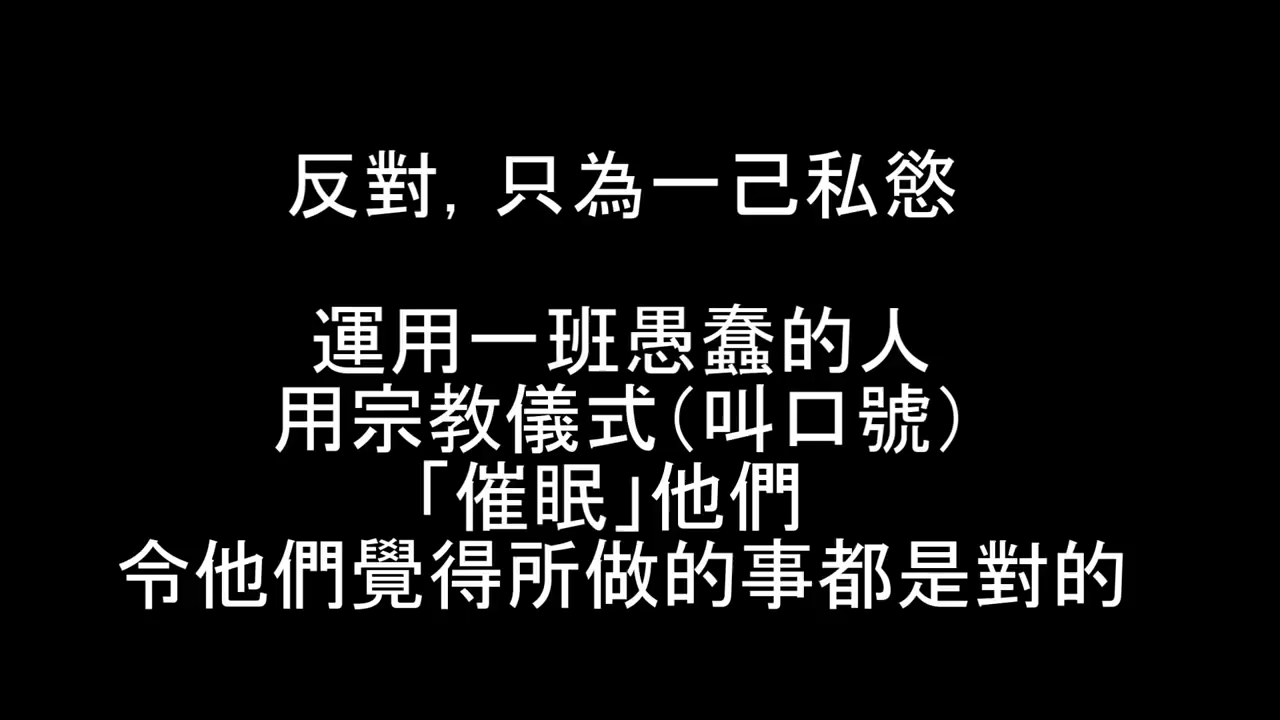 反對，只為一己私慾
運用一班愚蠢的人
用宗教儀式（叫口號）
「催眠」他們
令他們覺得所做的事都是對的